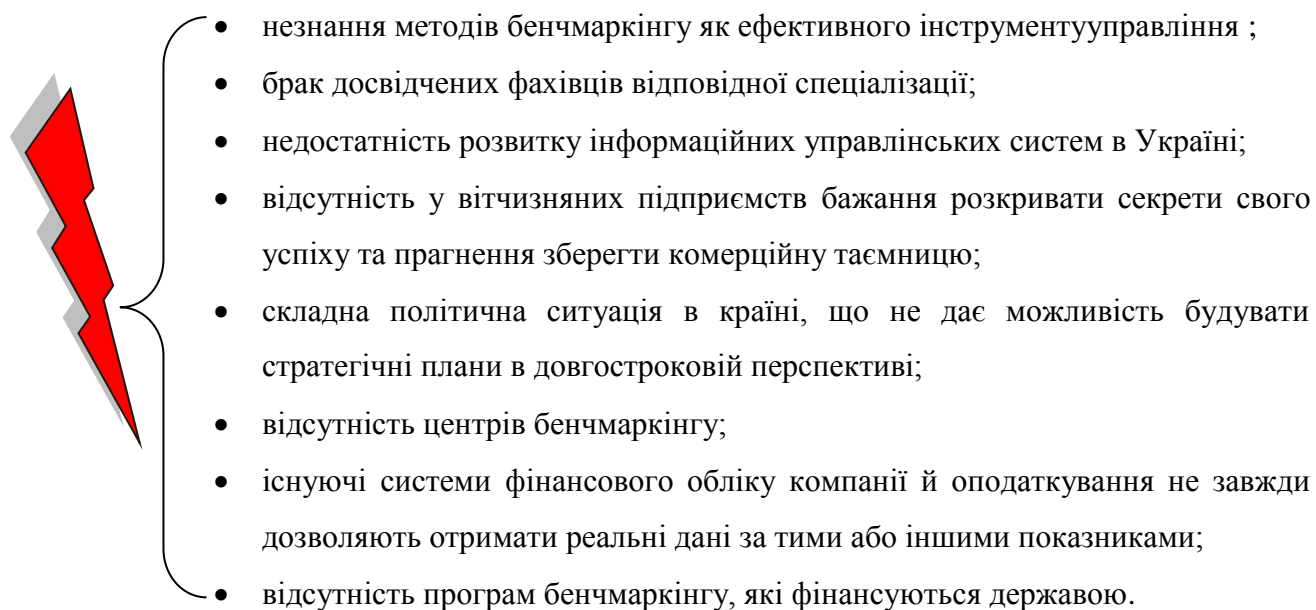 • незнання методів бенчмаркінгу як ефективного інструментууправління ;
• брак досвідчених фахівців відповідної спеціалізації;
• недостатність розвитку інформаційних управлінських систем в Україні;
• відсутність у вітчизняних підприємств бажання розкривати секрети свого
успіху та прагнення зберегти комерційну таємницю;
• складна політична ситуація в країні, що не дає можливість будувати
стратегічні плани в довгостроковій перспективі;
• відсутність центрів бенчмаркінгу;
• існуючі системи фінансового обліку компанії й оподаткування не завжди
дозволяють отримати реальні дані за тими або іншими показниками;
• відсутність програм бенчмаркінгу, які фінансуються державою.